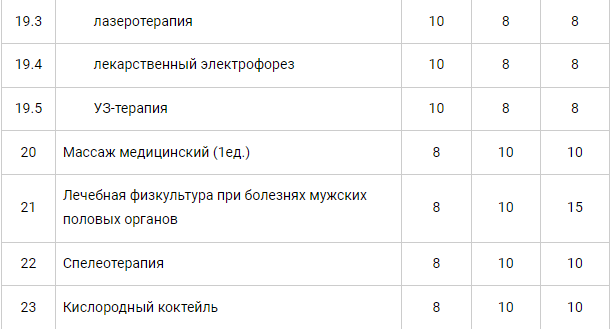 19.3 лазеротерапия 10 8 8
19.4 лекарственный электрофорез 10 8 8
19.5 УЗ-терапия 10 8 8
20 Массаж медицинский (1ед.) 8 10 10
Лечебная физкультура при болезнях мужских
21 8 10 15
половых органов
22 Спелеотерапия 8 10 10
23 Кислородный коктейль 8 10 10